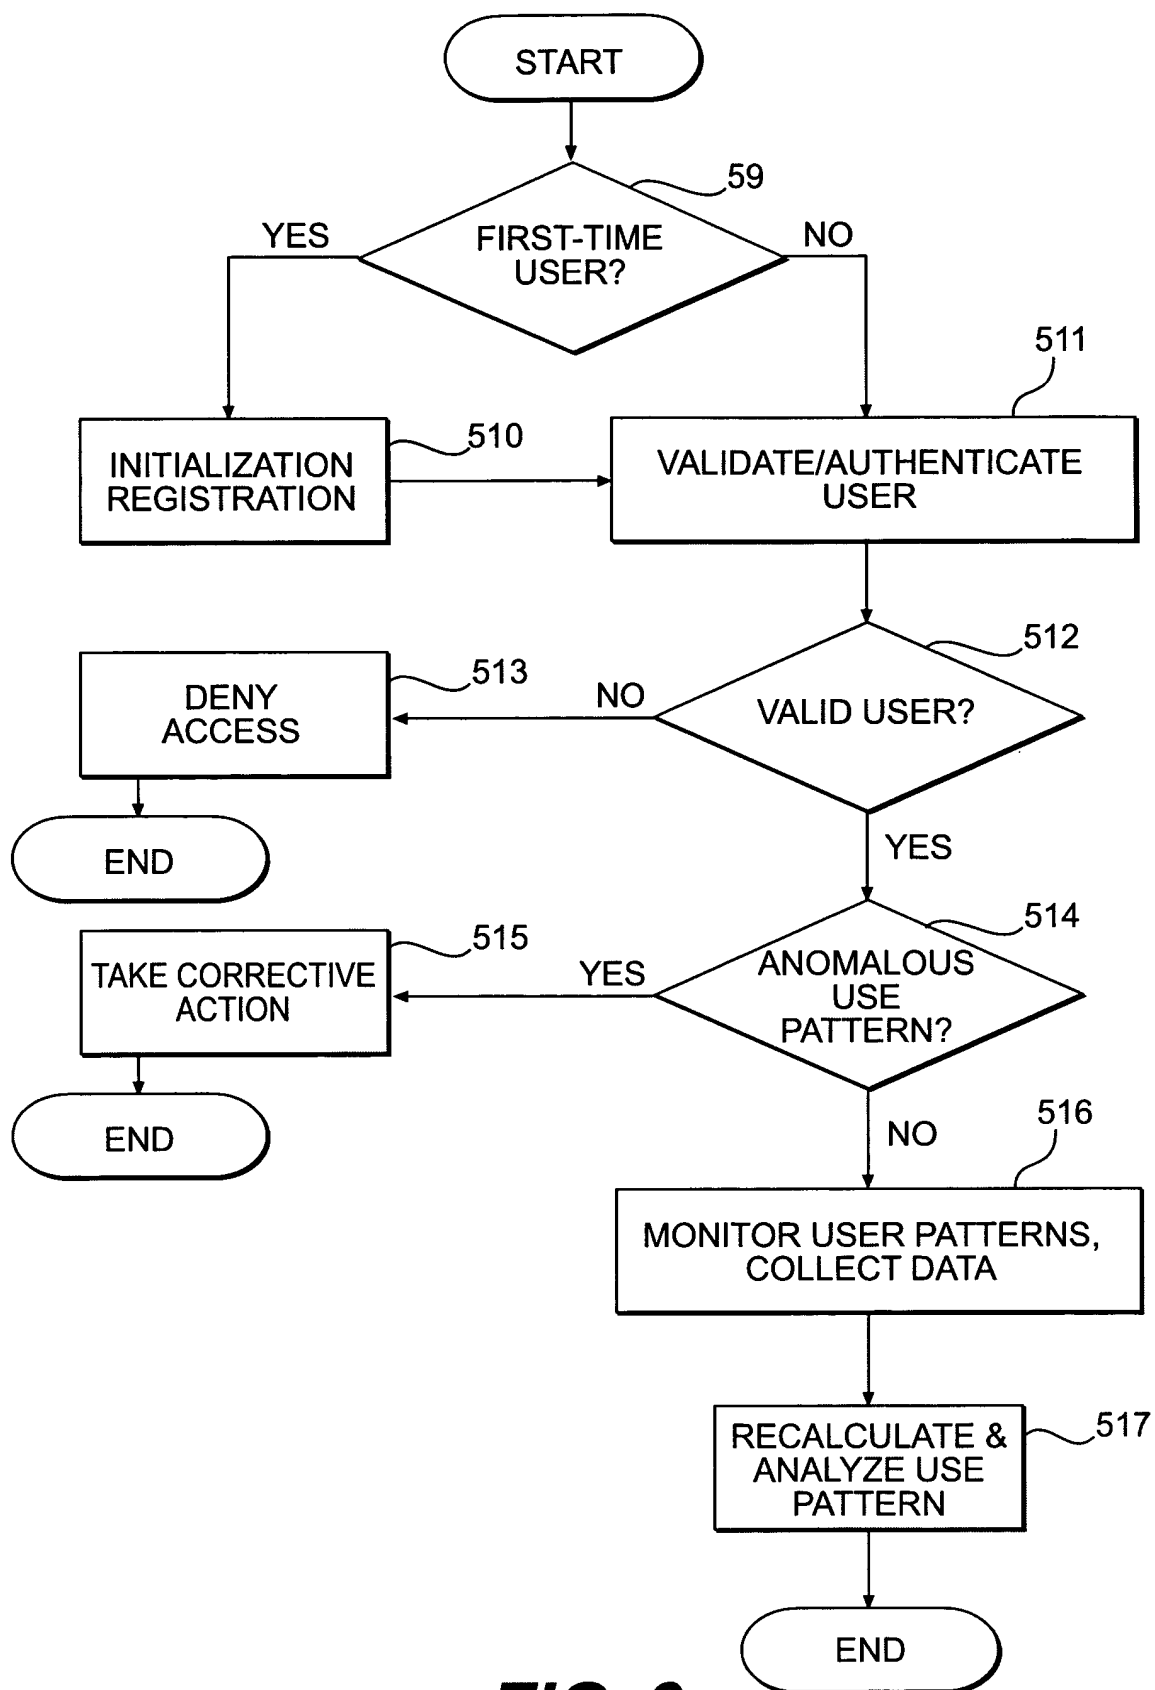 START
59
YES
FIRST-TIME
USER?
NO
511
510
INITIALIZATION
REGISTRATION
VALIDATE/AUTHENTICATE
USER
512
513
DENY
ACCESS
NO
VALID USER?
END
YES
514
515
TAKE CORRECTIVE
ACTION
YES
ANOMALOUS
USE
PATTERN?
END
NO
516
MONITOR USER PATTERNS,
COLLECT DATA
517
RECALCULATE &
ANALYZE USE
PATTERN
END